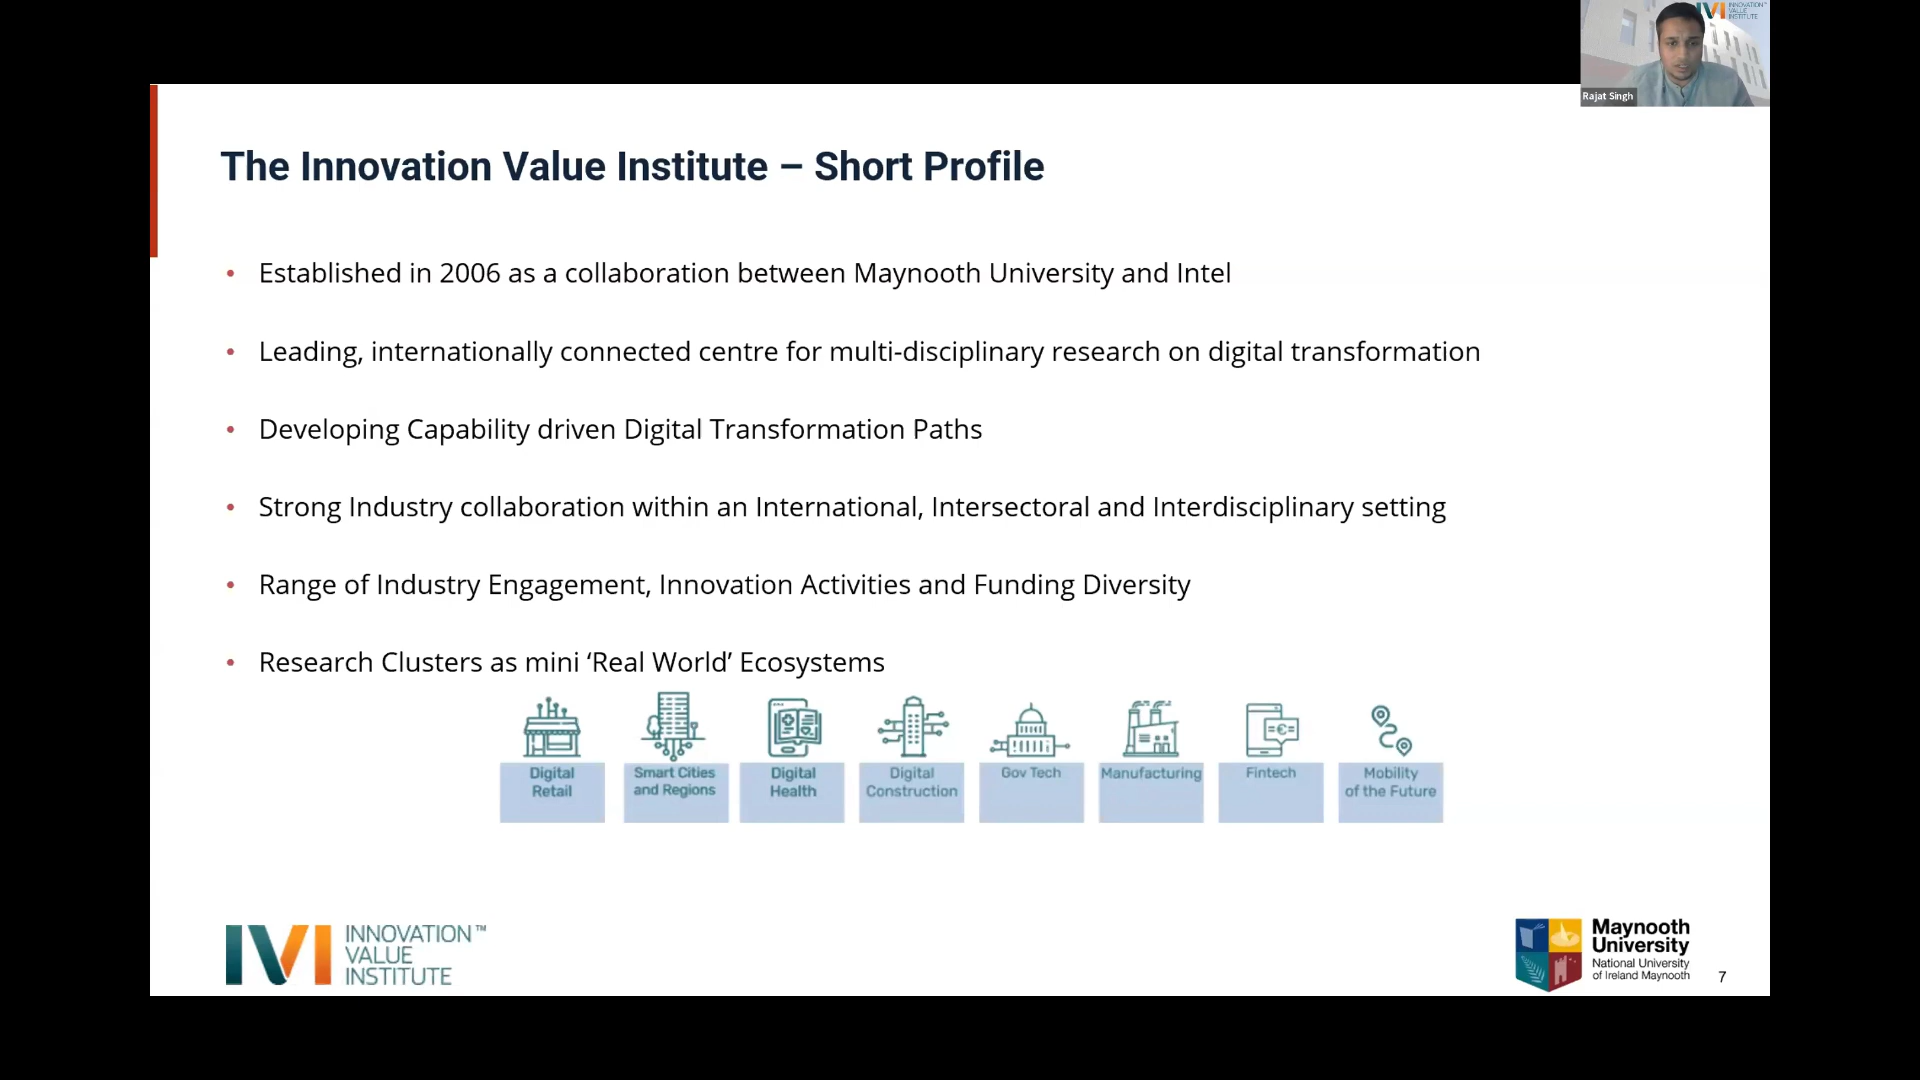 INNOVATION™
VALUE
INSTITUTE
Rajat Singh
The Innovation Value Institute – Short Profile
• Established in 2006 as a collaboration between Maynooth University and Intel
• Leading, internationally connected centre for multi-disciplinary research on digital transformation
• Developing Capability driven Digital Transformation Paths
• Strong Industry collaboration within an International, Intersectoral and Interdisciplinary setting
• Range of Industry Engagement, Innovation Activities and Funding Diversity
• Research Clusters as mini ‘Real World’ Ecosystems
Digital
Retail
Smart Cities
and Regions
Digital
Health
Digital
Construction
Gov Tech
Manufacturing
Fintech
Mobility
of the Future
IVI
INNOVATION™
VALUE
INSTITUTE
Maynooth
University
National University
of Ireland Maynooth
7